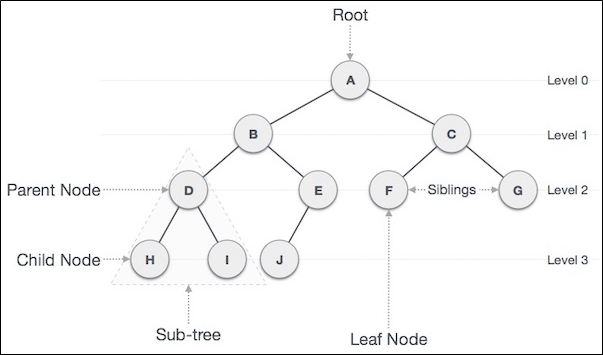 Root
A
Level 0
B
C
Level 1
Parent Node
D
E
F
Siblings
G
Level 2
Child Node
H
I
J
Level 3
Sub-tree
Leaf Node